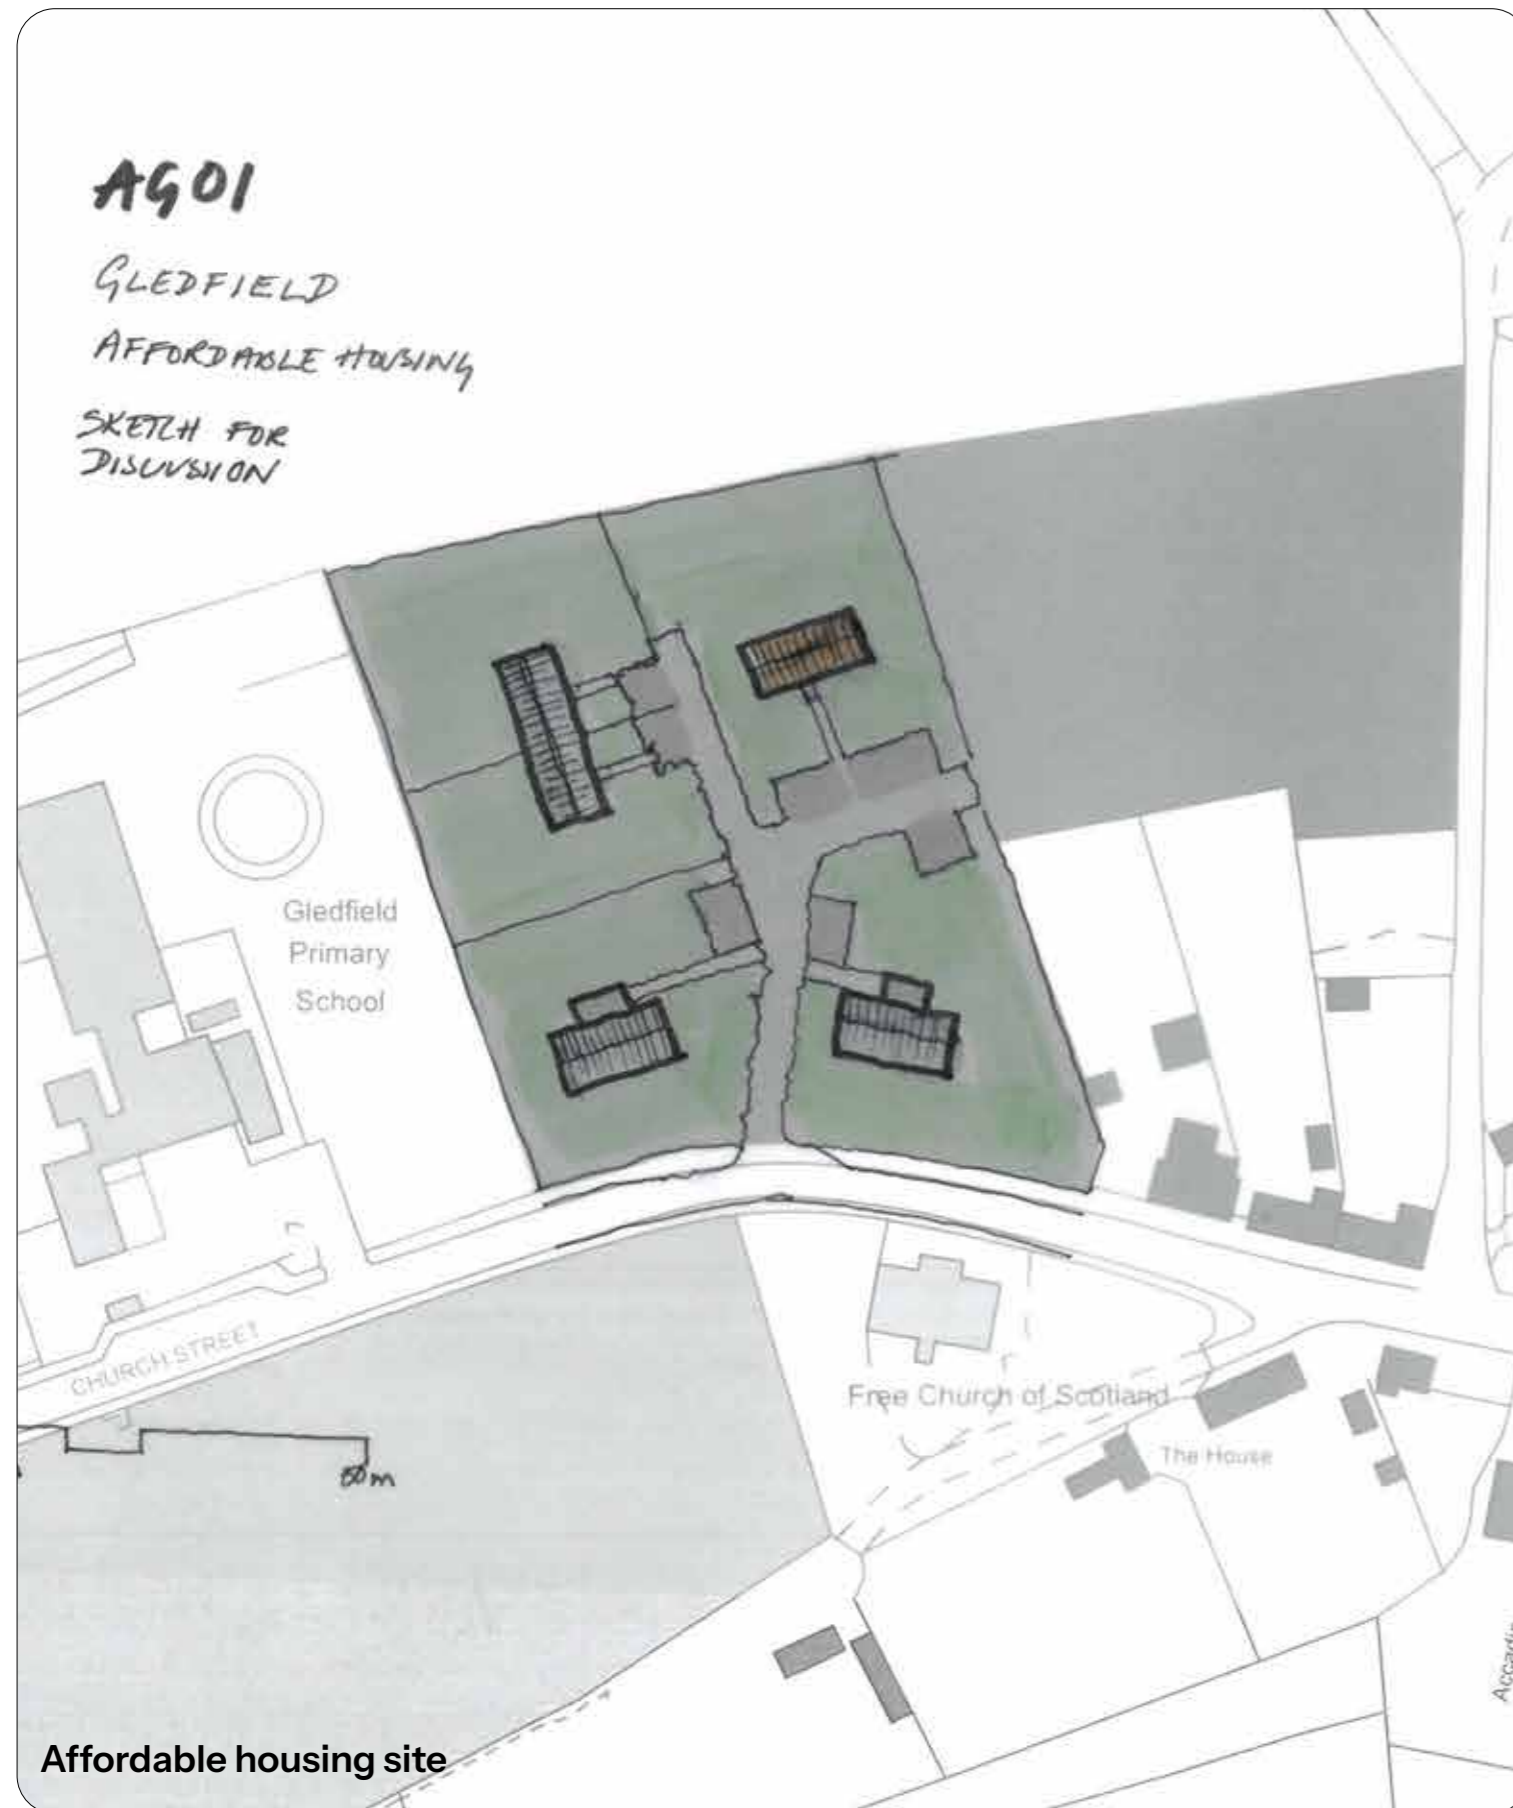 AG01
GLEDFIELD
AFFORDABLE HOUSING
SKETCH FOR
DISCUSSION
Gledfield
Primary
School
CHURCH STREET
Free Church of Scotland
The House
50m
Affordable housing site